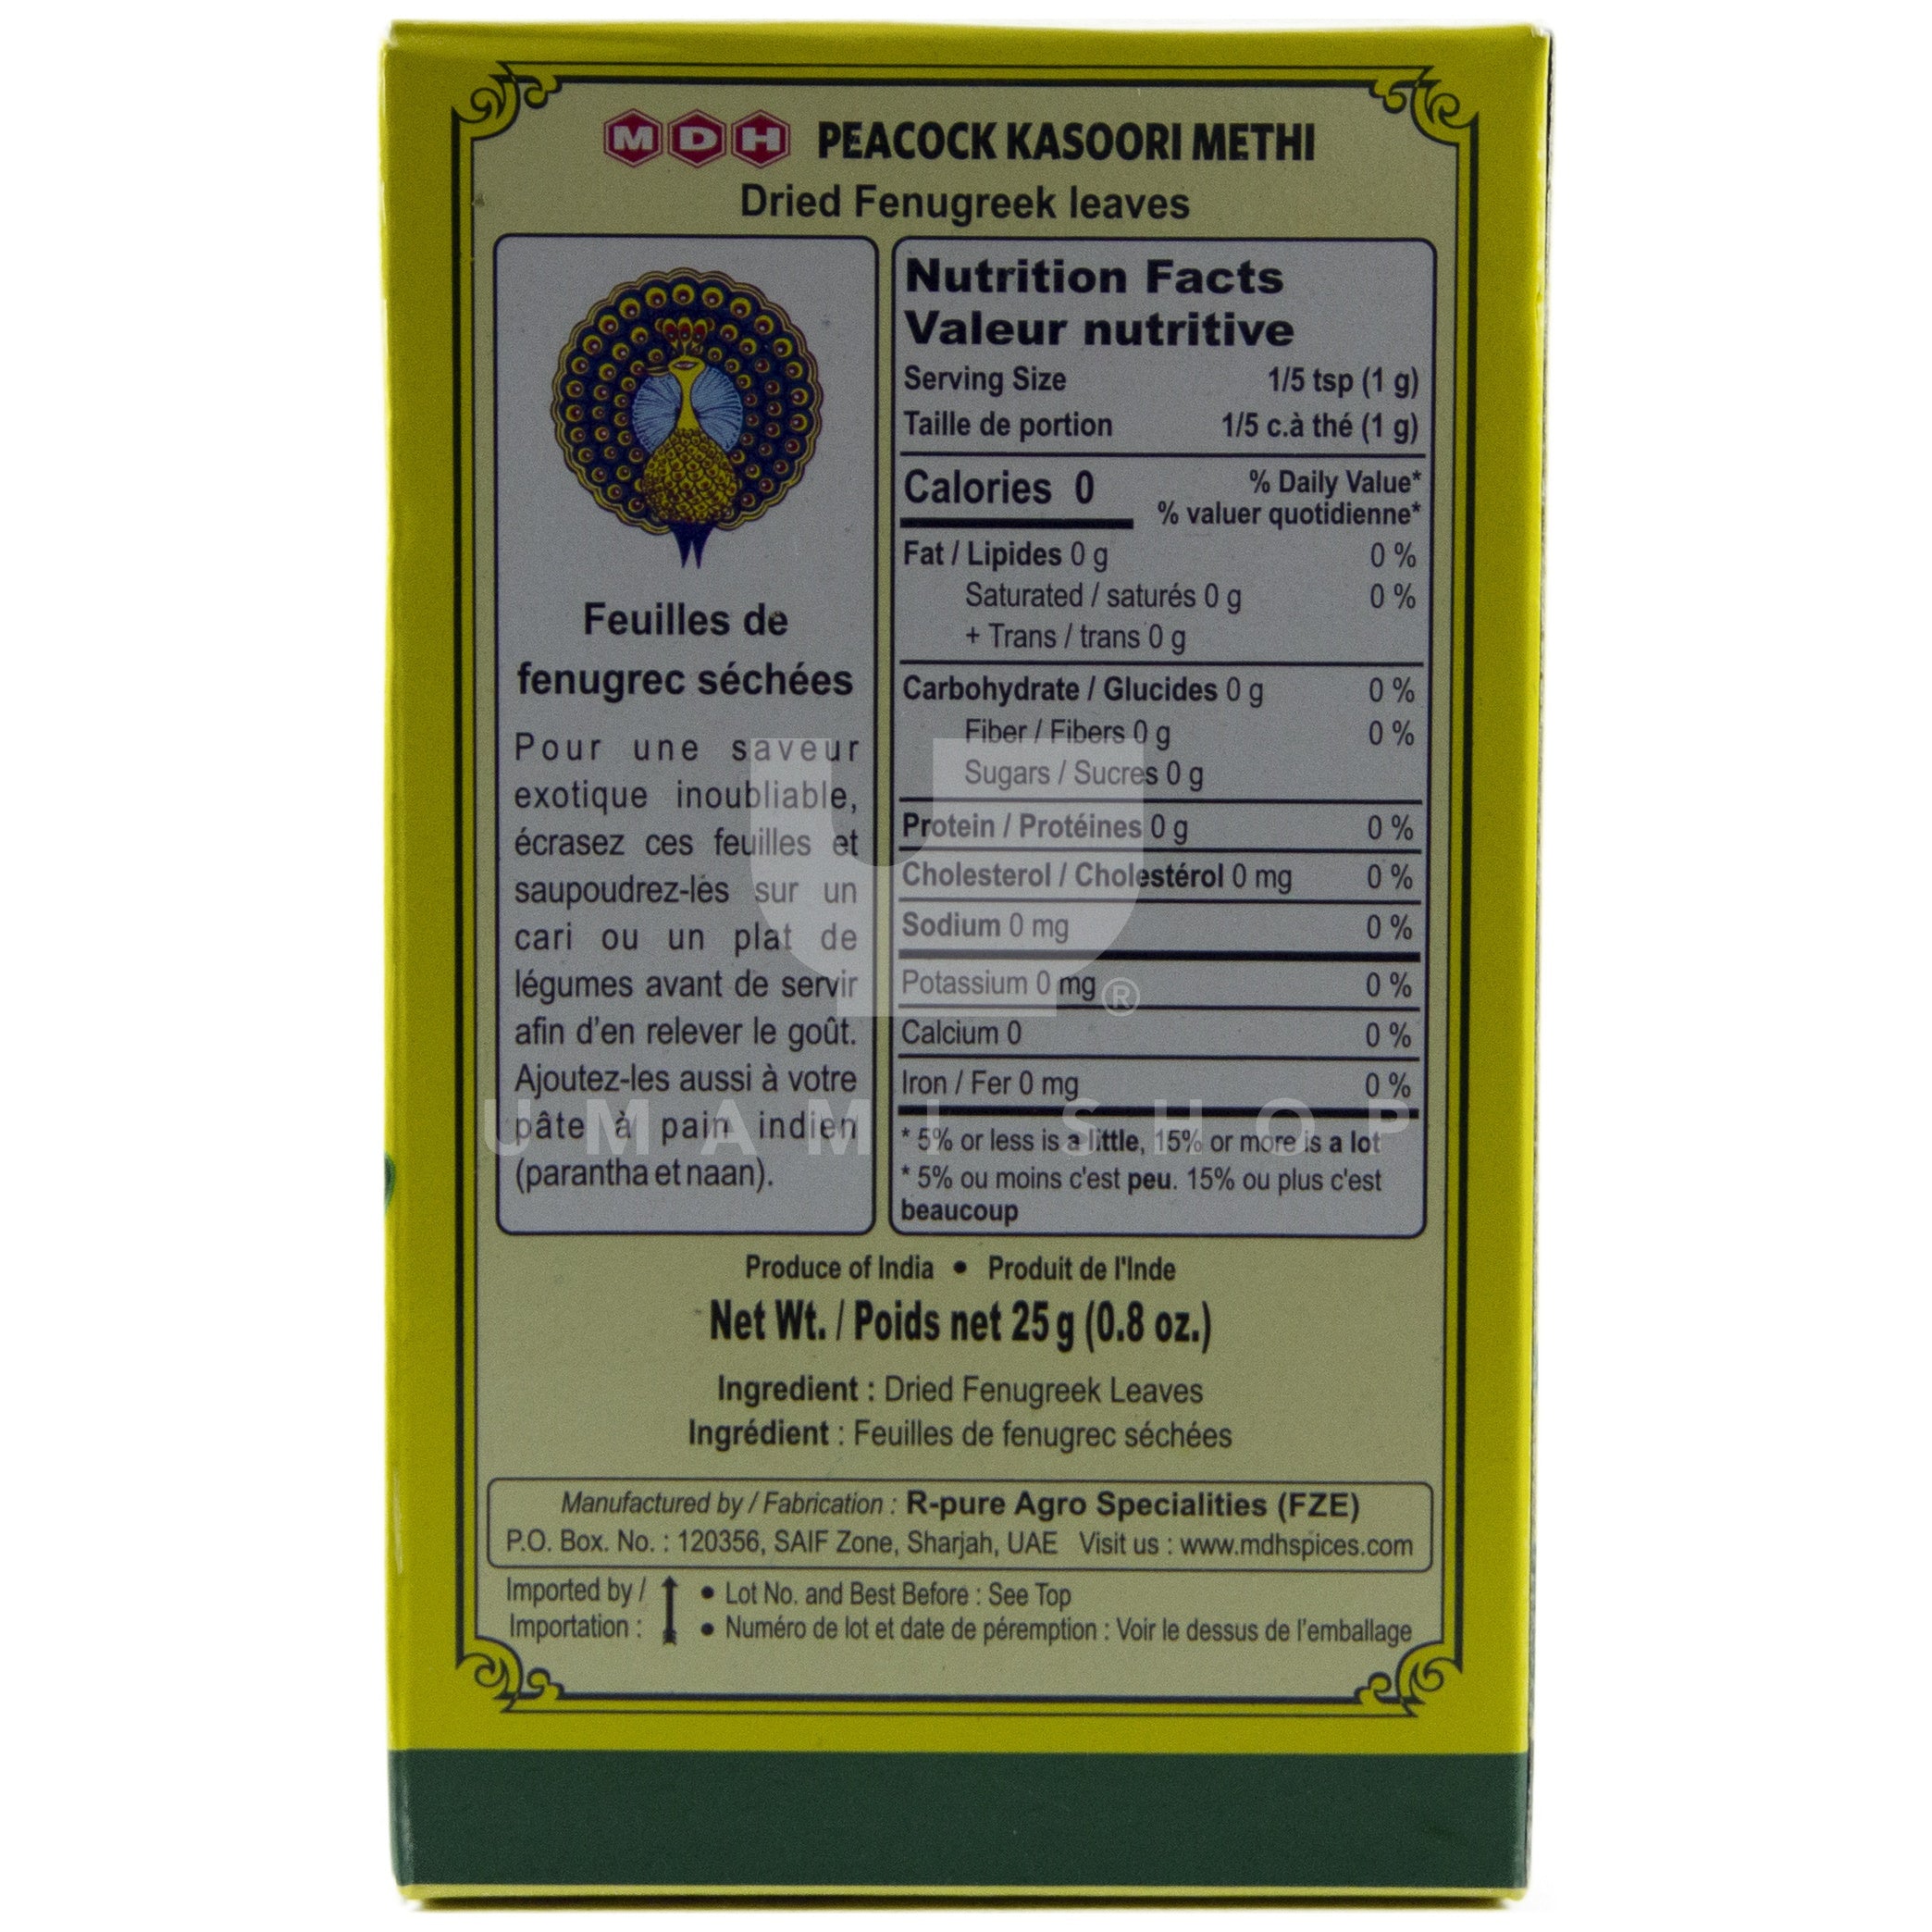 MDH PEACOCK KASOORI METHI
Dried Fenugreek leaves
Feuilles de
fenugrec séchées
Pour une saveur
exotique inoubliable,
écrasez ces feuilles et
saupoudrez-les sur un
cari ou un plat de
légumes avant de servir
afin d'en relever le goût.
Ajoutez-les aussi à votre
pâte à pain indien
(parantha et naan).
Nutrition Facts
Valeur nutritive
Serving Size 1/5 tsp (1 g)
Taille de portion 1/5 c.à thé (1 g)
Calories 0 % Daily Value*
% valuer quotidienne*
Fat / Lipides 0 g 0 %
Saturated / saturés 0 g 0 %
+ Trans / trans 0 g
Carbohydrate / Glucides 0 g 0 %
Fiber / Fibers 0 g 0 %
Sugars / Sucres 0 g
Protein / Protéines 0 g 0 %
Cholesterol / Cholestérol 0 mg 0 %
Sodium 0 mg 0 %
Potassium 0 mg 0 %
Calcium 0 0 %
Iron / Fer 0 mg 0 %
* 5% or less is a little, 15% or more is a lot
* 5% ou moins c'est peu. 15% ou plus c'est
beaucoup
U ®
UMAMI SHOP
Produce of India • Produit de l'Inde
Net Wt. / Poids net 25 g (0.8 oz.)
Ingredient : Dried Fenugreek Leaves
Ingrédient : Feuilles de fenugrec séchées
Manufactured by / Fabrication : R-pure Agro Specialities (FZE)
P.O. Box. No. : 120356, SAIF Zone, Sharjah, UAE Visit us : www.mdhspices.com
Imported by /
Importation :
• Lot No. and Best Before : See Top
• Numéro de lot et date de péremption : Voir le dessus de l'emballage